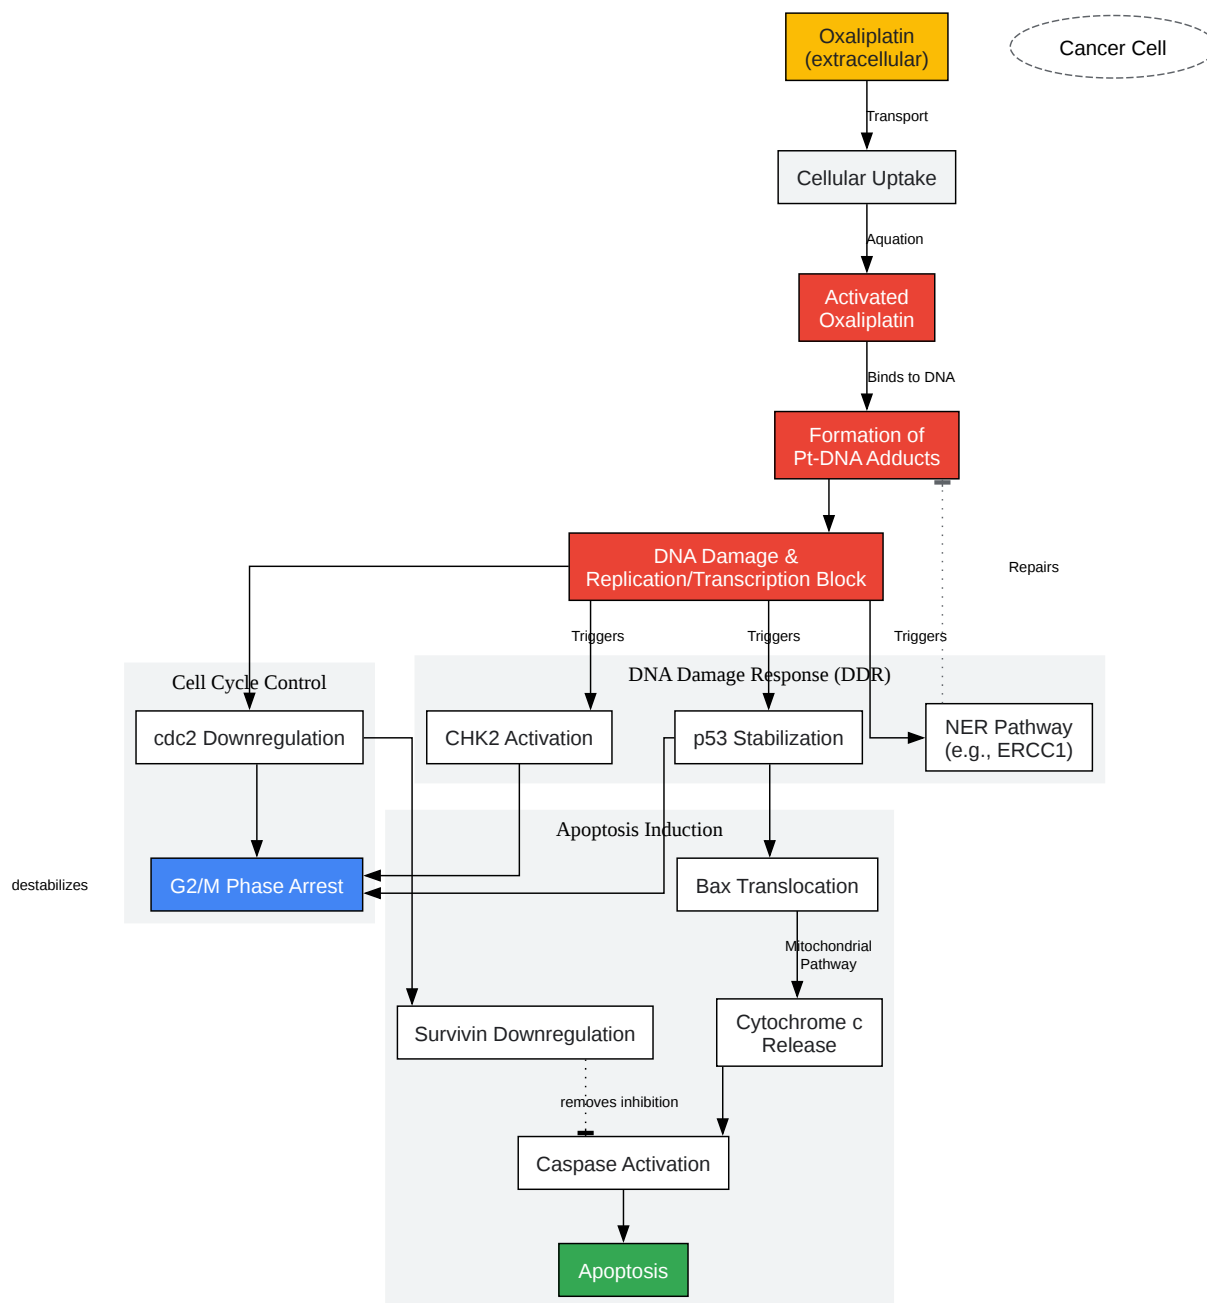 Oxaliplatin
(extracellular)
Cancer Cell
Transport
Cellular Uptake
Aquation
Activated
Oxaliplatin
Binds to DNA
Formation of
Pt-DNA Adducts
DNA Damage &
Replication/Transcription Block
Repairs
Triggers
Triggers
Triggers
Cell Cycle Control
DNA Damage Response (DDR)
cdc2 Downregulation
CHK2 Activation
p53 Stabilization
NER Pathway
(e.g., ERCC1)
Apoptosis Induction
destabilizes
G2/M Phase Arrest
Bax Translocation
Mitochondrial
Pathway
Survivin Downregulation
Cytochrome c
Release
removes inhibition
Caspase Activation
Apoptosis